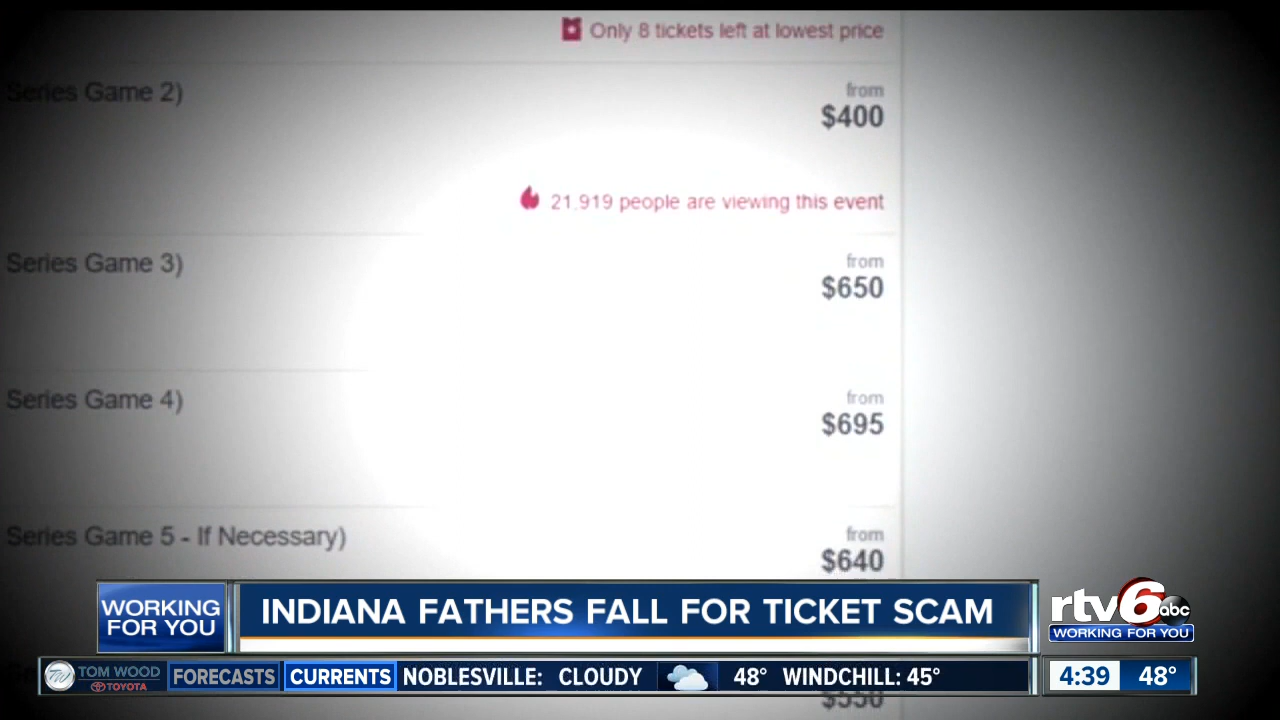 Only 8 tickets left at lowest price
Series Game 2)
from
$400
21,919 people are viewing this event
Series Game 3)
from
$650
Series Game 4)
from
$695
Series Game 5 - If Necessary)
from
$640
WORKING
FOR YOU
INDIANA FATHERS FALL FOR TICKET SCAM
rtv6 abc
WORKING FOR YOU
TOM WOOD
TOYOTA
FORECASTS
CURRENTS
NOBLESVILLE: CLOUDY 48° WINDCHILL: 45°
4:39 48°
$550